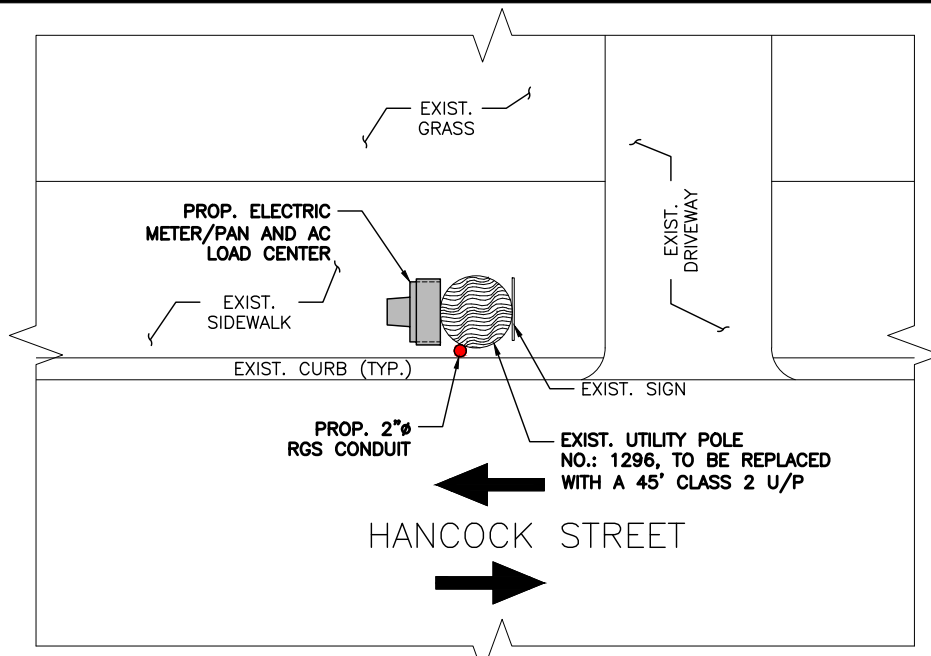 EXIST.
GRASS
PROP. ELECTRIC
METER/PAN AND AC
LOAD CENTER
EXIST.
DRIVEWAY
EXIST.
SIDEWALK
EXIST. CURB (TYP.)
EXIST. SIGN
PROP. 2"ø
RGS CONDUIT
EXIST. UTILITY POLE
NO.: 1296, TO BE REPLACED
WITH A 45' CLASS 2 U/P
HANCOCK STREET